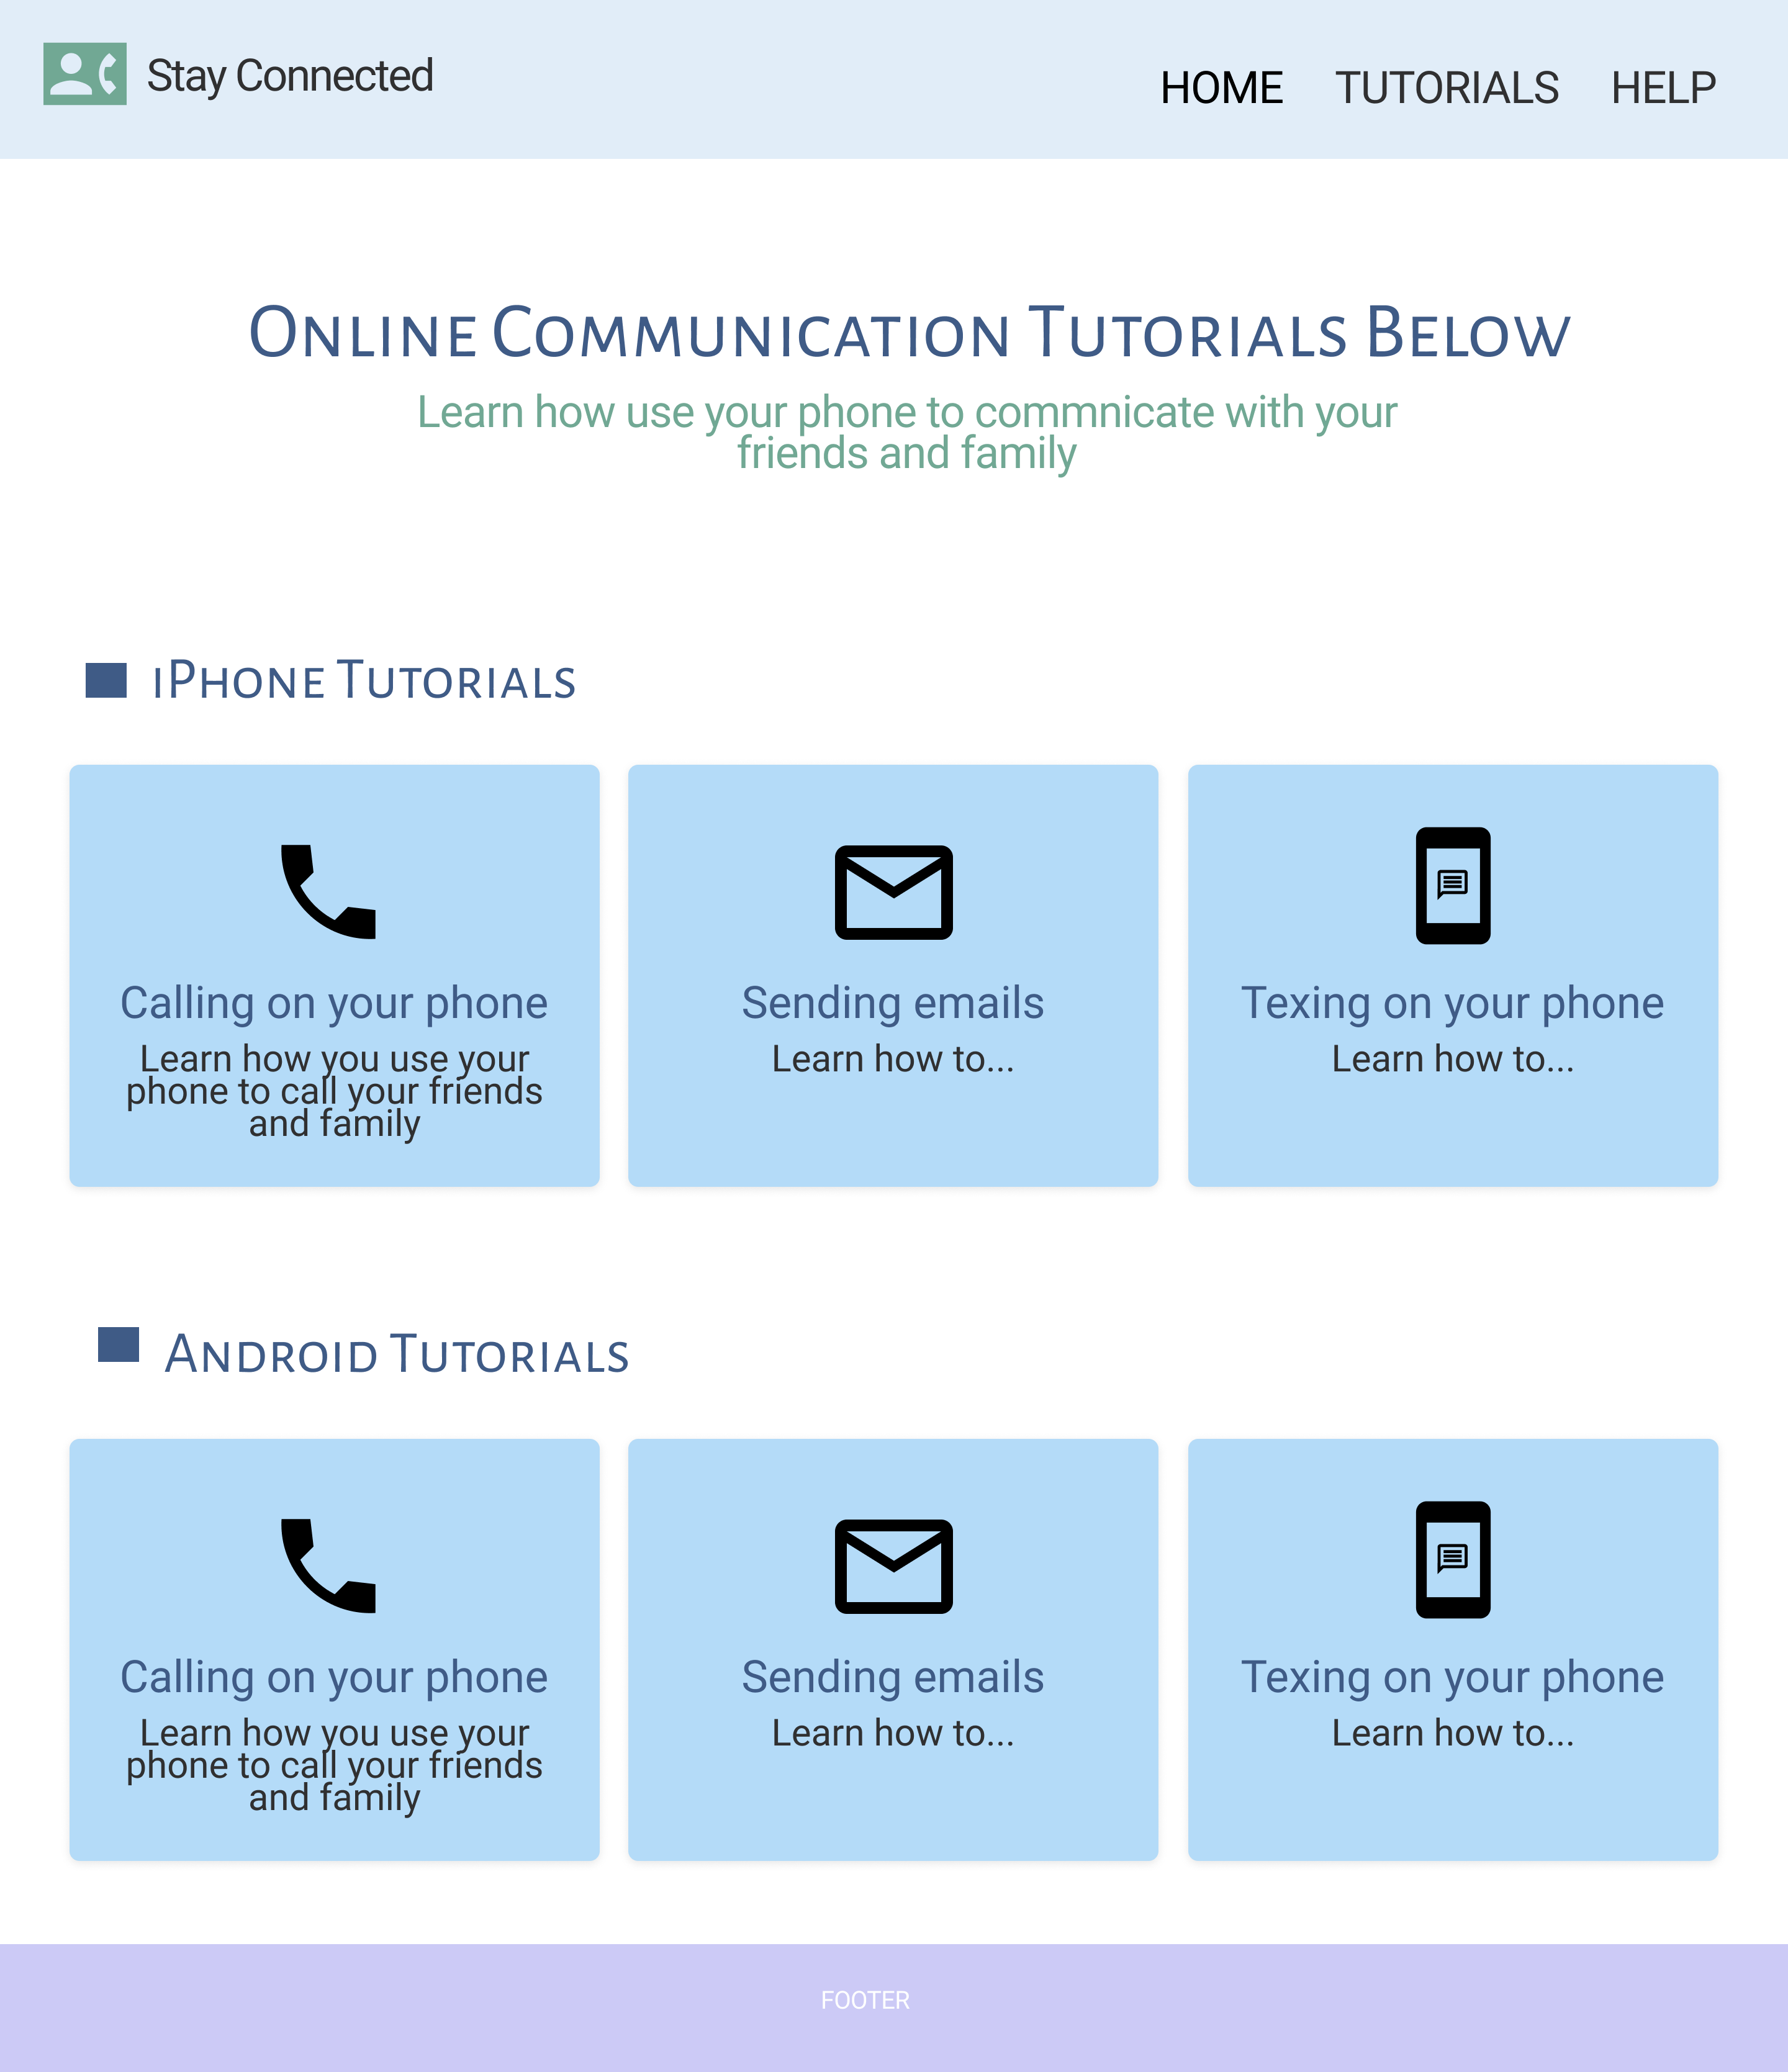 Stay Connected
HOME TUTORIALS HELP
Online Communication Tutorials Below
Learn how use your phone to commnicate with your
friends and family
iPhone Tutorials
Calling on your phone
Learn how you use your
phone to call your friends
and family
Sending emails
Learn how to...
Texing on your phone
Learn how to...
Android Tutorials
Calling on your phone
Learn how you use your
phone to call your friends
and family
Sending emails
Learn how to...
Texing on your phone
Learn how to...
FOOTER